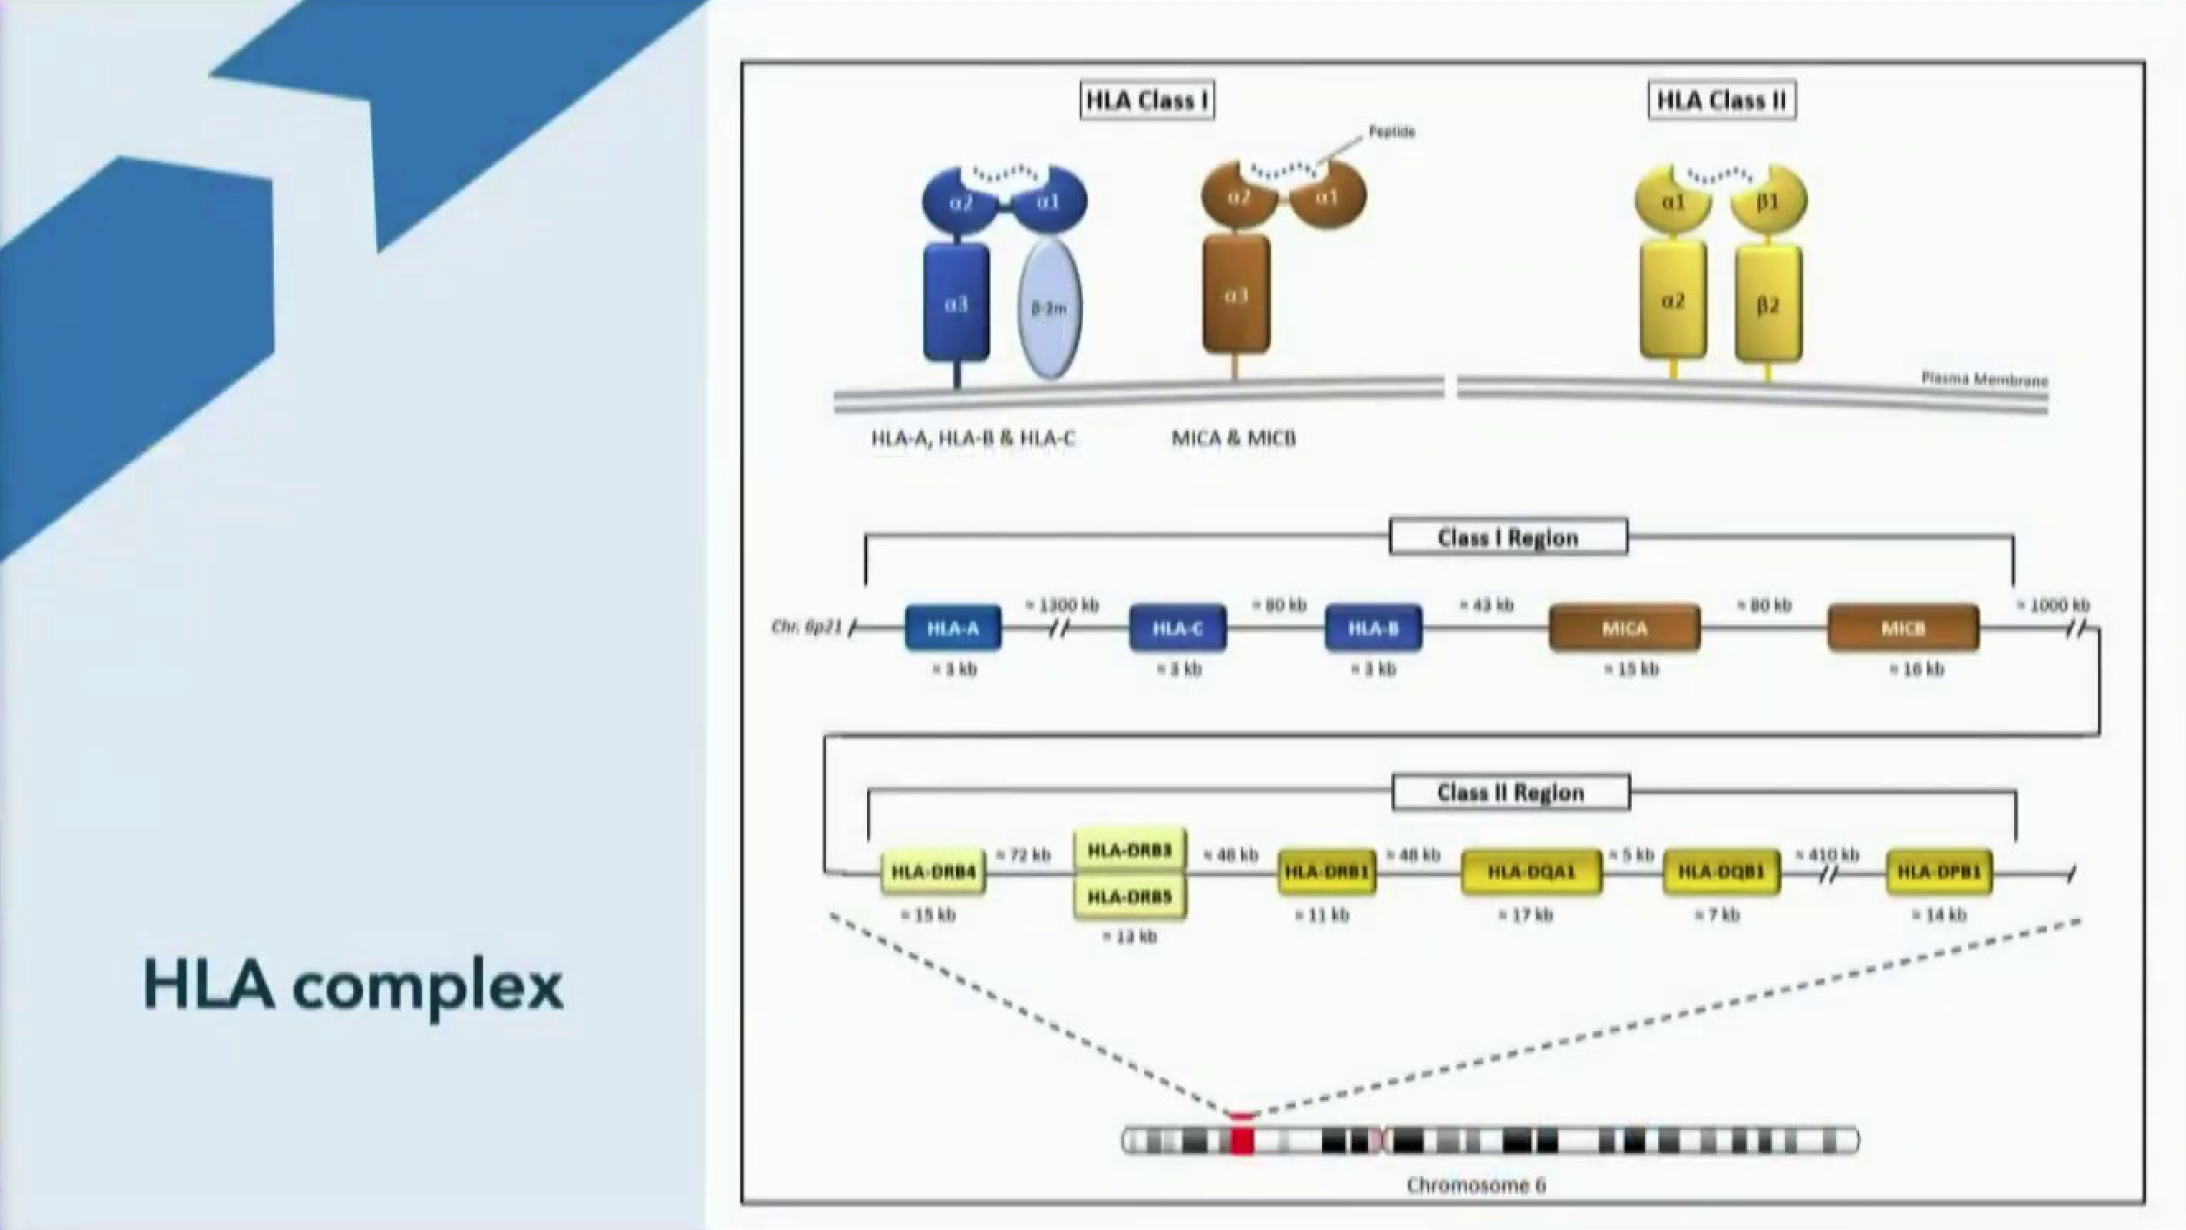 HLA complex
HLA Class I
HLA Class II
Peptide
α2 α1
α3
β-2m
α2 α1
α3
α1 β1
α2 β2
Plasma Membrane
HLA-A, HLA-B & HLA-C
MICA & MICB
Class I Region
Chr. 6p21
HLA-A
≈ 1300 kb
HLA-C
≈ 80 kb
HLA-B
≈ 43 kb
MICA
≈ 80 kb
MICB
≈ 1000 kb
≈ 3 kb
≈ 3 kb
≈ 3 kb
≈ 15 kb
≈ 16 kb
Class II Region
HLA-DRB4
≈ 72 kb
HLA-DRB3
HLA-DRB5
≈ 48 kb
HLA-DRB1
≈ 48 kb
HLA-DQA1
≈ 5 kb
HLA-DQB1
≈ 410 kb
HLA-DPB1
≈ 15 kb
≈ 13 kb
≈ 11 kb
≈ 17 kb
≈ 7 kb
≈ 14 kb
Chromosome 6